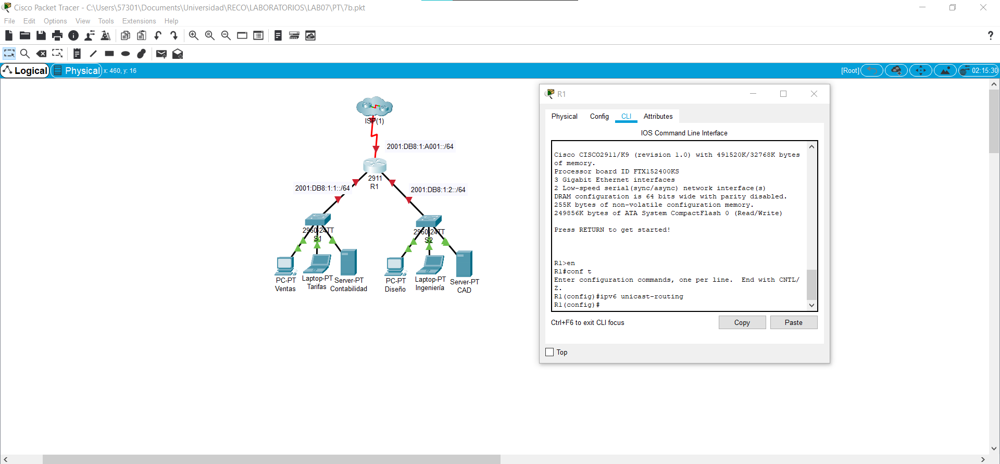 Cisco Packet Tracer - C:\Users\57301\Documents\Universidad\RECO\LABORATORIOS\LAB07\PT\7b.pkt
File Edit Options View Tools Extensions Help
?
Logical Physical x: 460, y: 16 [Root] 02:15:30
ISP(1)
2001:DB8:1:A001::/64
2911
R1
2001:DB8:1:1::/64
2001:DB8:1:2::/64
2960-24TT
S1
2960-24TT
S2
PC-PT
Ventas
Laptop-PT
Tarifas
Server-PT
Contabilidad
PC-PT
Diseño
Laptop-PT
Ingeniería
Server-PT
CAD
R1
Physical Config CLI Attributes
IOS Command Line Interface
Cisco CISCO2911/K9 (revision 1.0) with 491520K/32768K bytes
of memory.
Processor board ID FTX152400KS
3 Gigabit Ethernet interfaces
2 Low-speed serial(sync/async) network interface(s)
DRAM configuration is 64 bits wide with parity disabled.
255K bytes of non-volatile configuration memory.
249856K bytes of ATA System CompactFlash 0 (Read/Write)
Press RETURN to get started!
R1>en
R1#conf t
Enter configuration commands, one per line.  End with CNTL/
Z.
R1(config)#ipv6 unicast-routing
R1(config)#
Ctrl+F6 to exit CLI focus
Copy Paste
Top